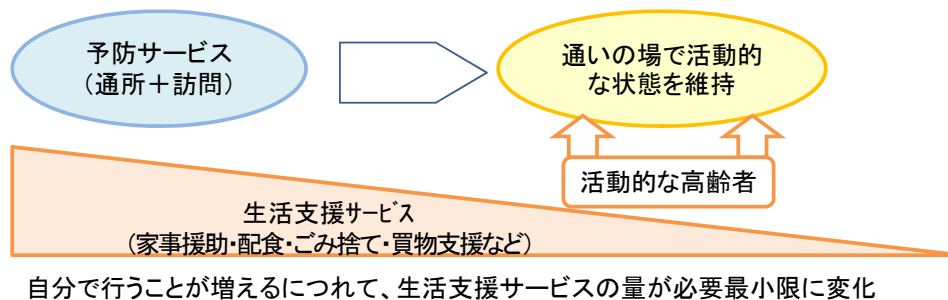 予防サービス
(通所＋訪問)
通いの場で活動的
な状態を維持
活動的な高齢者
生活支援ｻｰﾋﾞｽ
（家事援助・配食・ごみ捨て・買物支援など）
自分で行うことが増えるにつれて、生活支援サービスの量が必要最小限に変化